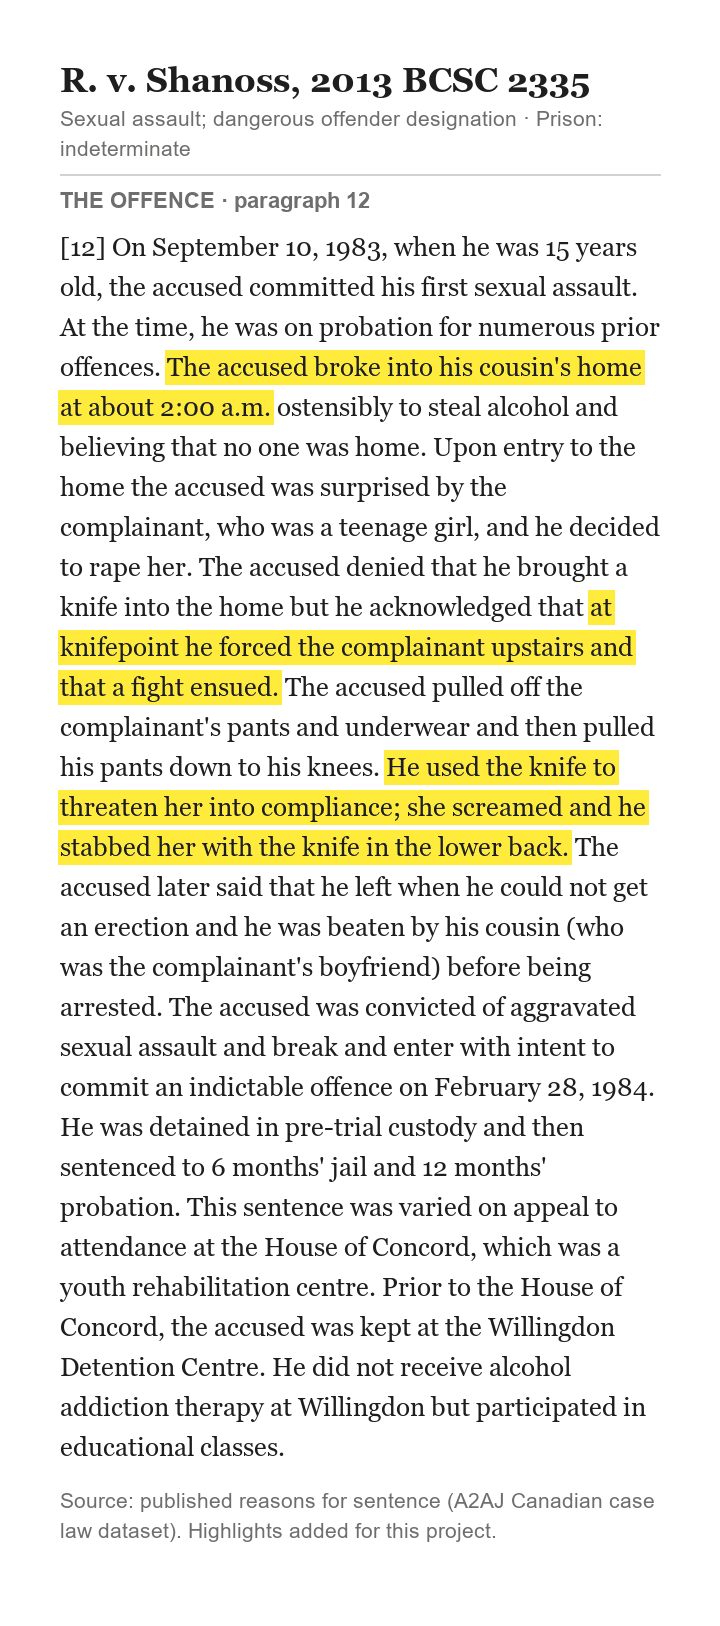 R. v. Shanoss, 2013 BCSC 2335
Sexual assault; dangerous offender designation · Prison:
indeterminate
THE OFFENCE · paragraph 12
[12] On September 10, 1983, when he was 15 years
old, the accused committed his first sexual assault.
At the time, he was on probation for numerous prior
offences. The accused broke into his cousin's home
at about 2:00 a.m. ostensibly to steal alcohol and
believing that no one was home. Upon entry to the
home the accused was surprised by the
complainant, who was a teenage girl, and he decided
to rape her. The accused denied that he brought a
knife into the home but he acknowledged that at
knifepoint he forced the complainant upstairs and
that a fight ensued. The accused pulled off the
complainant's pants and underwear and then pulled
his pants down to his knees. He used the knife to
threaten her into compliance; she screamed and he
stabbed her with the knife in the lower back. The
accused later said that he left when he could not get
an erection and he was beaten by his cousin (who
was the complainant's boyfriend) before being
arrested. The accused was convicted of aggravated
sexual assault and break and enter with intent to
commit an indictable offence on February 28, 1984.
He was detained in pre-trial custody and then
sentenced to 6 months' jail and 12 months'
probation. This sentence was varied on appeal to
attendance at the House of Concord, which was a
youth rehabilitation centre. Prior to the House of
Concord, the accused was kept at the Willingdon
Detention Centre. He did not receive alcohol
addiction therapy at Willingdon but participated in
educational classes.
Source: published reasons for sentence (A2AJ Canadian case
law dataset). Highlights added for this project.